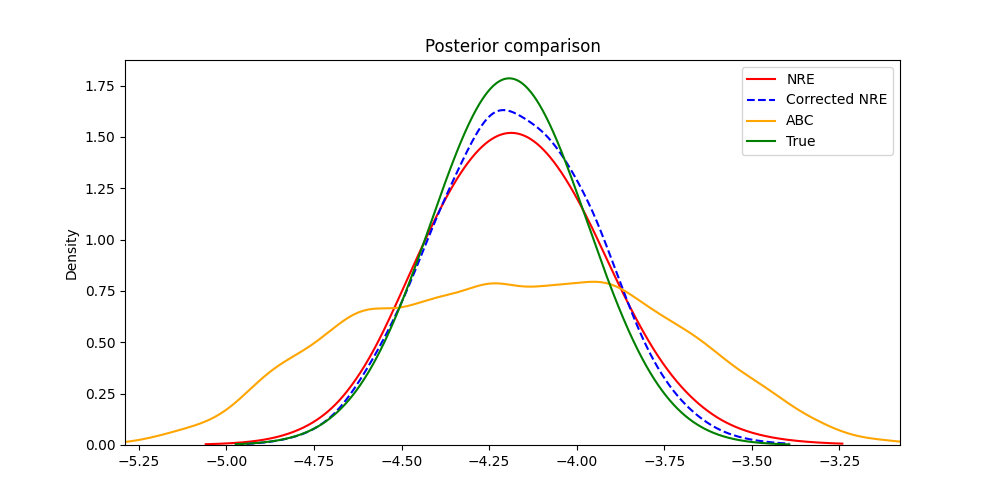 Posterior comparison
NRE
Corrected NRE
ABC
True
Density
1.75
1.50
1.25
1.00
0.75
0.50
0.25
0.00
−5.25
−5.00
−4.75
−4.50
−4.25
−4.00
−3.75
−3.50
−3.25